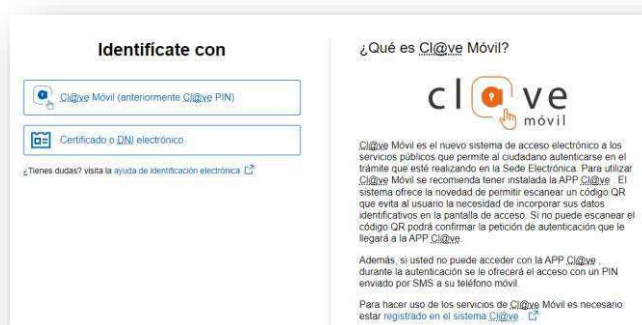 Identifícate con
Cl@ve Móvil (anteriormente Cl@ve PIN)
Certificado o DNI electrónico
¿Tienes dudas? visita la ayuda de identificación electrónica
¿Qué es Cl@ve Móvil?
cl@ve
móvil
Cl@ve Móvil es el nuevo sistema de acceso electrónico a los
servicios públicos que permite al ciudadano autenticarse en el
trámite que esté realizando en la Sede Electrónica. Para utilizar
Cl@ve Móvil se recomienda tener instalada la APP Cl@ve . El
sistema ofrece la novedad de permitir escanear un código QR
que evita al usuario la necesidad de incorporar sus datos
identificativos en la pantalla de acceso. Si no puede escanear el
código QR podrá confirmar la petición de autenticación que le
llegará a la APP Cl@ve.
Además, si usted no puede acceder con la APP Cl@ve ,
durante la autenticación se le ofrecerá el acceso con un PIN
enviado por SMS a su teléfono móvil.
Para hacer uso de los servicios de Cl@ve Móvil es necesario
estar registrado en el sistema Cl@ve .